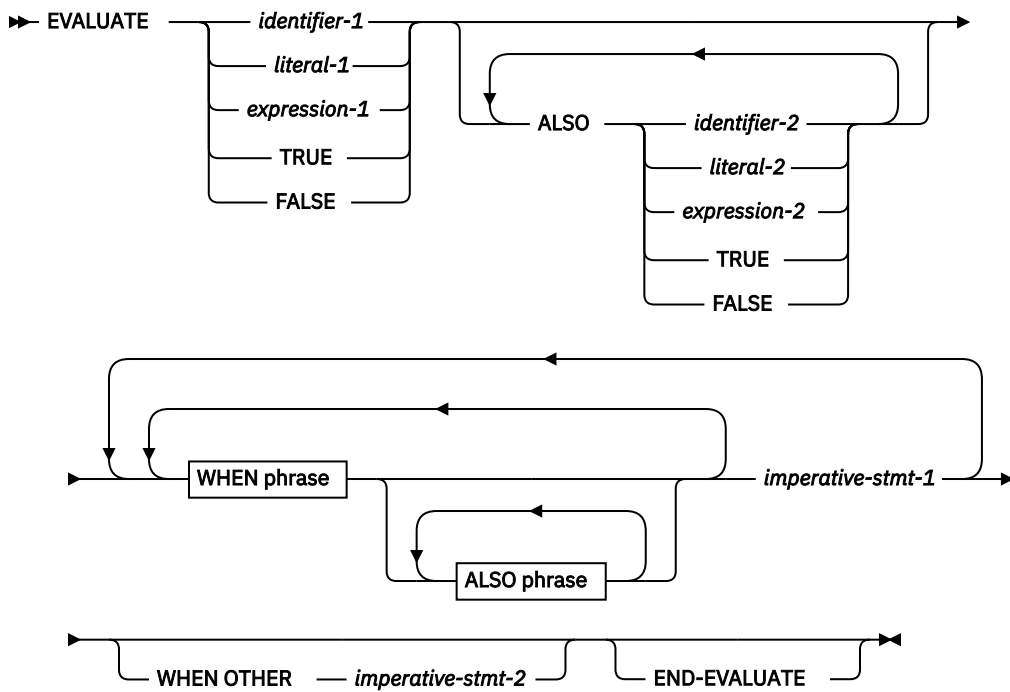 EVALUATE identifier-1
literal-1
expression-1
TRUE
FALSE
ALSO identifier-2
literal-2
expression-2
TRUE
FALSE
WHEN phrase imperative-stmt-1
ALSO phrase
WHEN OTHER imperative-stmt-2 END-EVALUATE